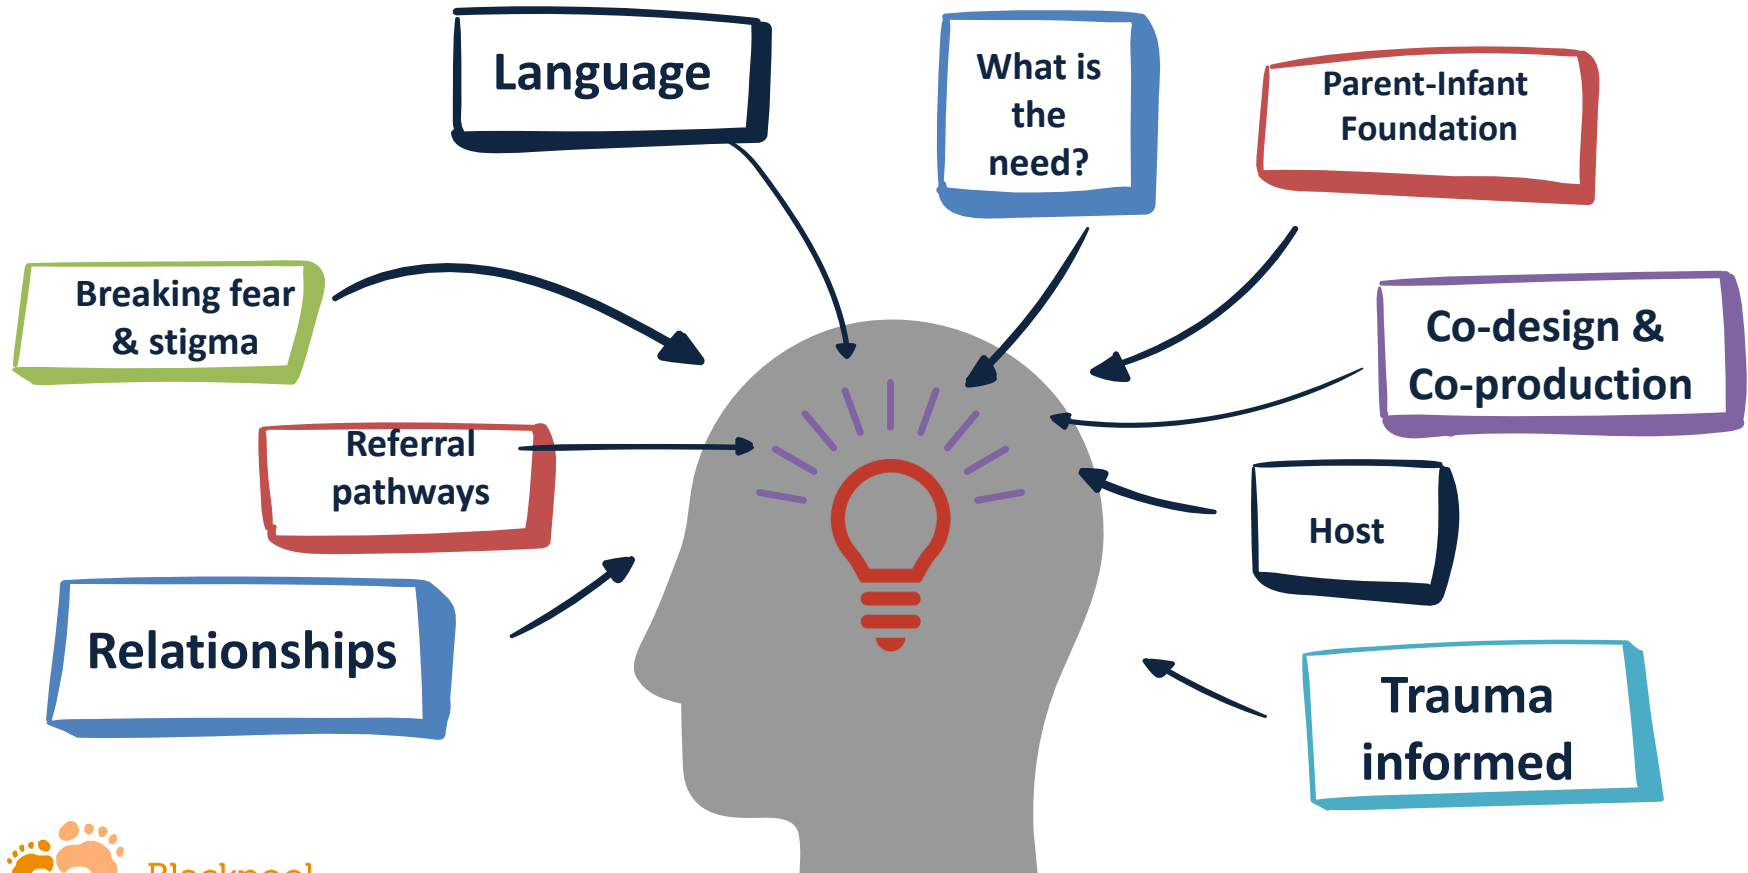 Language
What is
the
need?
Parent-Infant
Foundation
Breaking fear
& stigma
Co-design &
Co-production
Referral
pathways
Host
Relationships
Trauma
informed
Blackpool